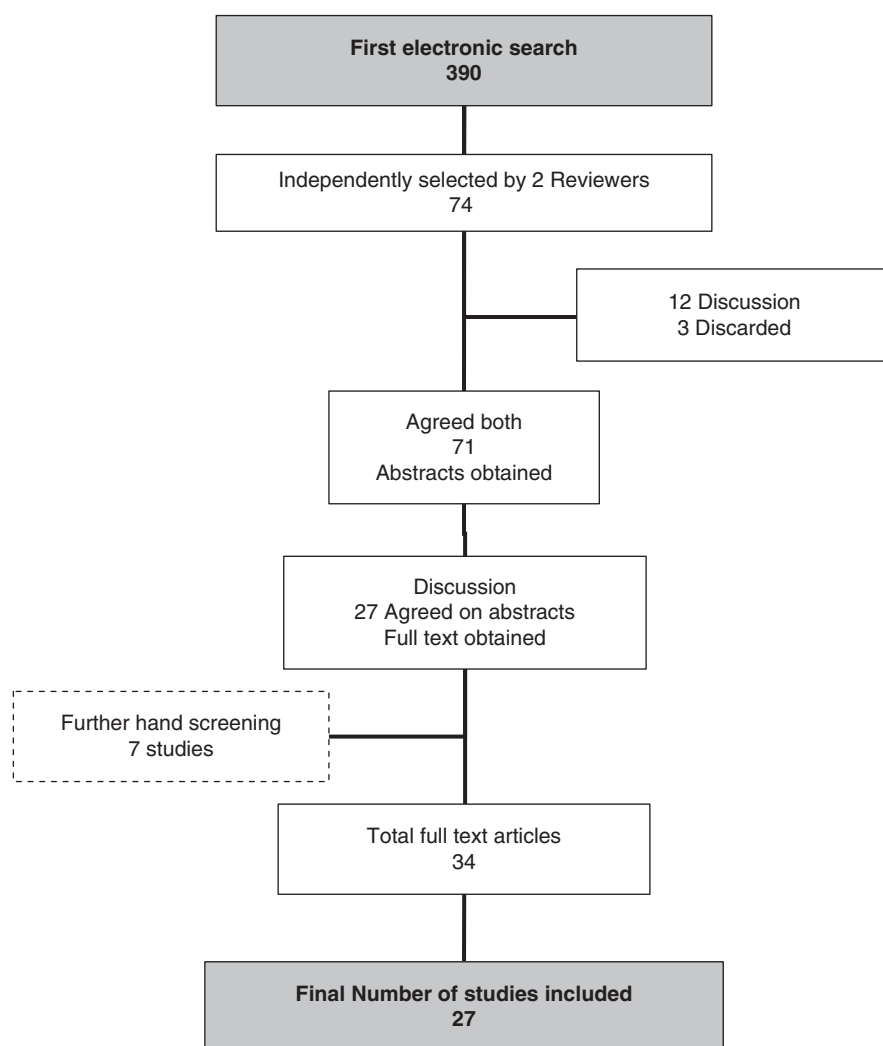 First electronic search
390
Independently selected by 2 Reviewers
74
12 Discussion
3 Discarded
Agreed both
71
Abstracts obtained
Discussion
27 Agreed on abstracts
Full text obtained
Further hand screening
7 studies
Total full text articles
34
Final Number of studies included
27